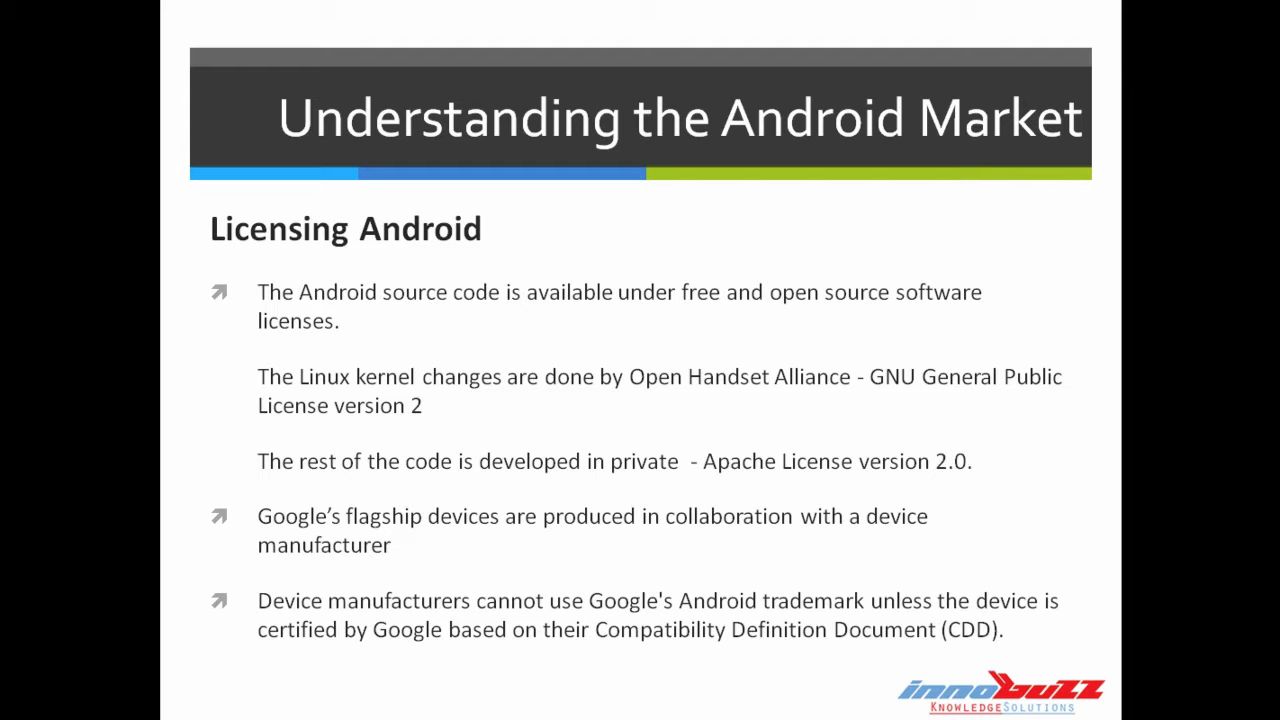 Understanding the Android Market
Licensing Android
The Android source code is available under free and open source software
licenses.
The Linux kernel changes are done by Open Handset Alliance - GNU General Public
License version 2
The rest of the code is developed in private - Apache License version 2.0.
Google’s flagship devices are produced in collaboration with a device
manufacturer
Device manufacturers cannot use Google's Android trademark unless the device is
certified by Google based on their Compatibility Definition Document (CDD).
innobuzz
KNOWLEDGESOLUTIONS